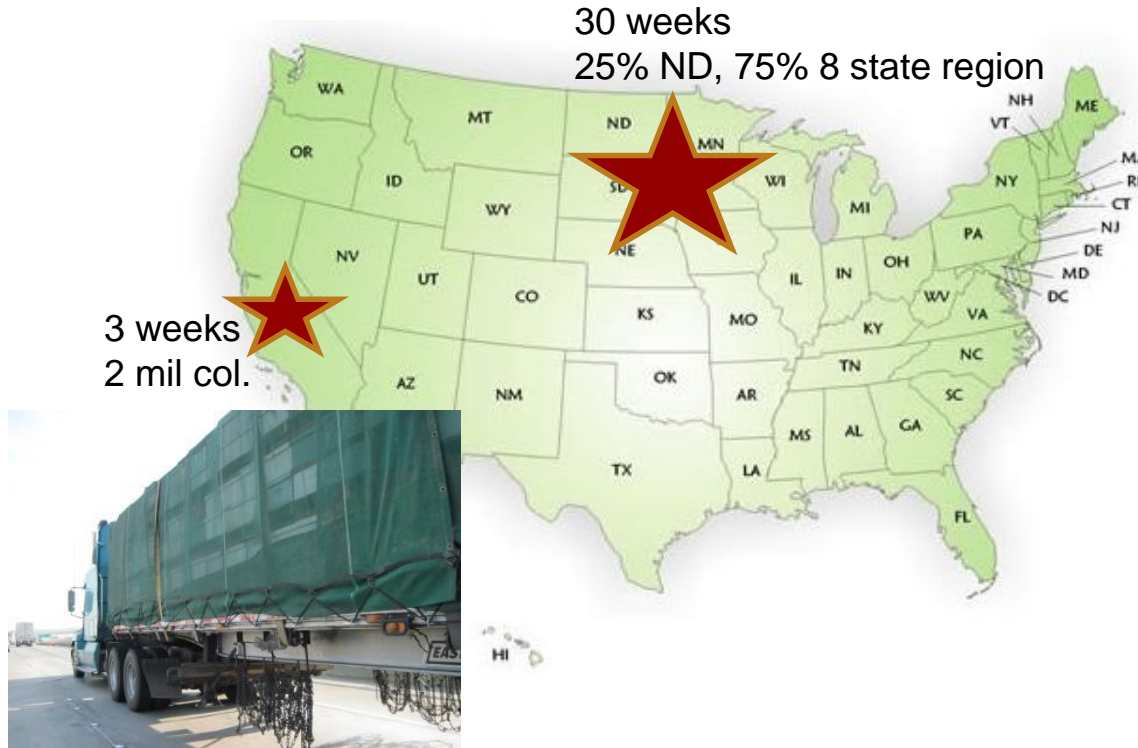 30 weeks
25% ND, 75% 8 state region
3 weeks
2 mil col.
WA
OR
ID
MT
ND
MN
SD
WY
NV
UT
CO
NE
KS
AZ
NM
OK
TX
WI
MI
IL
IN
OH
MO
KY
WV
VA
TN
NC
SC
AR
MS
AL
GA
LA
FL
PA
NY
ME
NH
VT
RI
CT
NJ
DE
MD
DC
HI
EAS